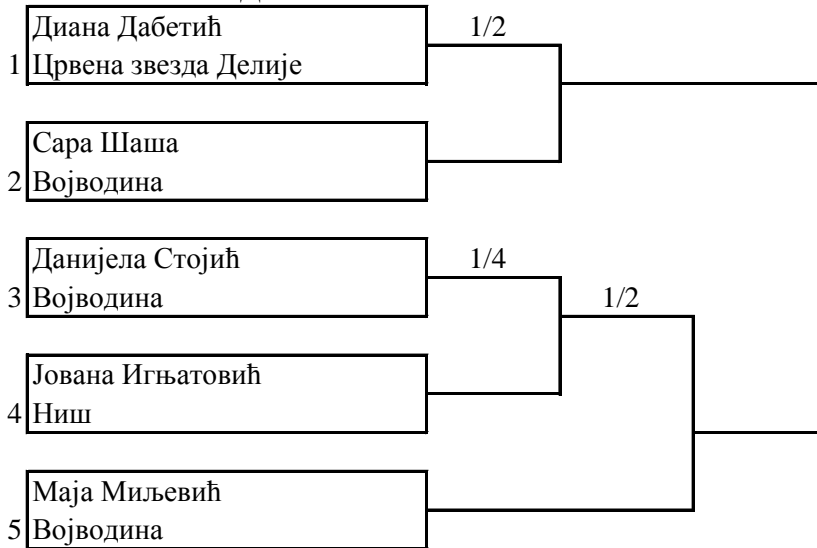 Диана Дабетић
1/2
1 Црвена звезда Делије
Сара Шаша
2 Војводина
Данијела Стојић
1/4
3 Војводина
1/2
Јована Игњатовић
4 Ниш
Маја Миљевић
5 Војводина